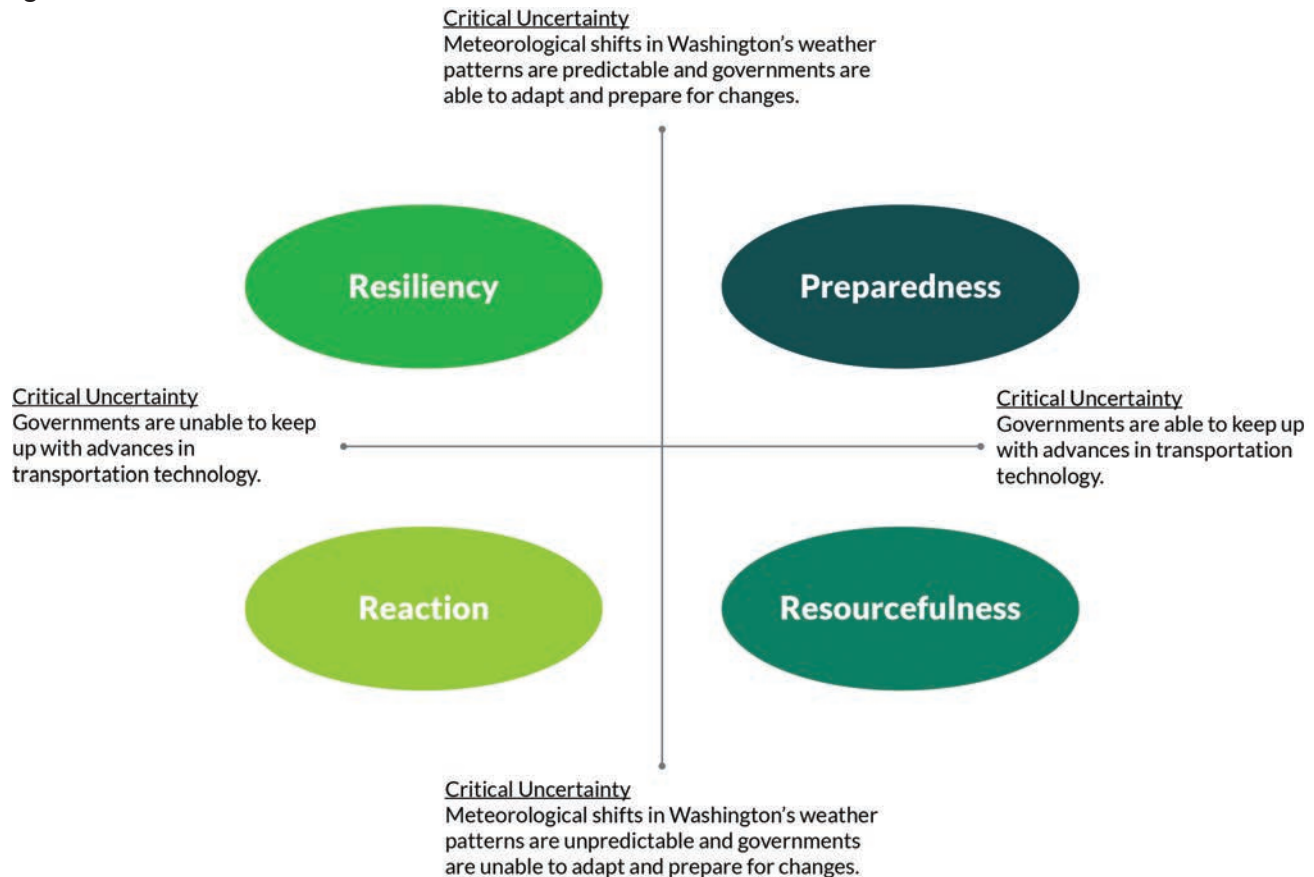 Critical Uncertainty
Meteorological shifts in Washington's weather
patterns are predictable and governments are
able to adapt and prepare for changes.
Resiliency
Preparedness
Critical Uncertainty
Governments are unable to keep
up with advances in
transportation technology.
Critical Uncertainty
Governments are able to keep up
with advances in transportation
technology.
Reaction
Resourcefulness
Critical Uncertainty
Meteorological shifts in Washington's weather
patterns are unpredictable and governments
are unable to adapt and prepare for changes.